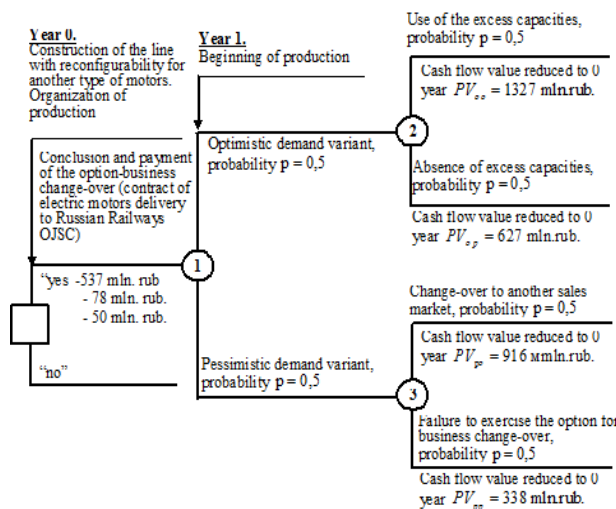 Year 0.
Construction of the line
with reconfigurability for
another type of motors.
Organization of
production
Conclusion and payment
of the option-business
change-over (contract of
electric motors delivery
to Russian Railways
OJSC)
“yes -537 mln. rub
- 78 mln. rub.
- 50 mln. rub.
“no”
Year 1.
Beginning of production
Optimistic demand variant,
probability p = 0,5
1
Pessimistic demand variant,
probability p = 0,5
Use of the excess capacities,
probability p = 0,5
Cash flow value reduced to 0
year PVoo = 1327 mln.rub.
2
Absence of excess capacities,
probability p = 0,5
Cash flow value reduced to 0
year PVop = 627 mln.rub.
Change-over to another sales
market, probability p = 0,5
Cash flow value reduced to 0
year PVpo = 916 ммln.rub.
3
Failure to exercise the option for
business change-over,
probability p = 0,5
Cash flow value reduced to 0
year PV = 338 mln.rub.